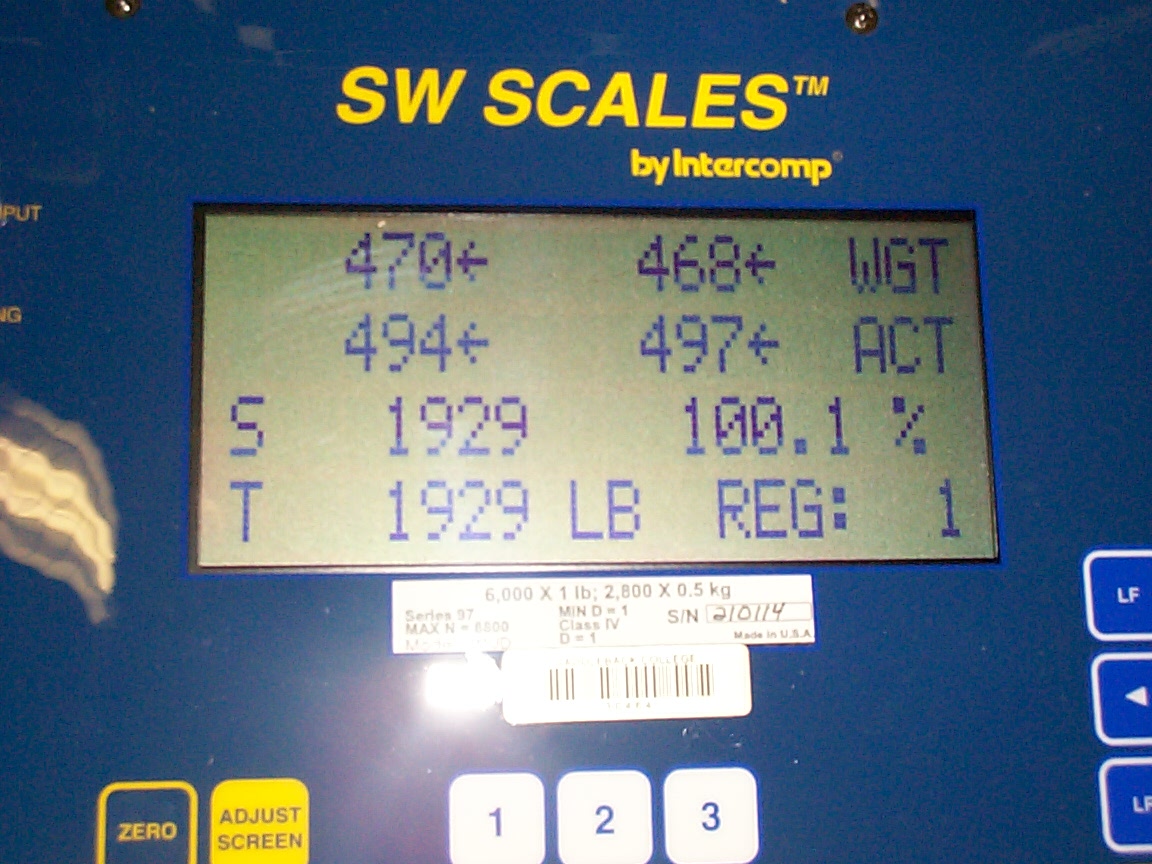 SW SCALES™
by Intercomp®
PUT
NG
470← 468← WGT
494← 497← ACT
S 1929 100.1 %
T 1929 LB REG: 1
6,000 X 1 lb; 2,800 X 0.5 kg
Series 97 MIN D = 1 S/N 210114
MAX N = 6800 Class IV
D = 1 Made in U.S.A
COLLEGE
LF
◄
ZERO ADJUST SCREEN 1 2 3